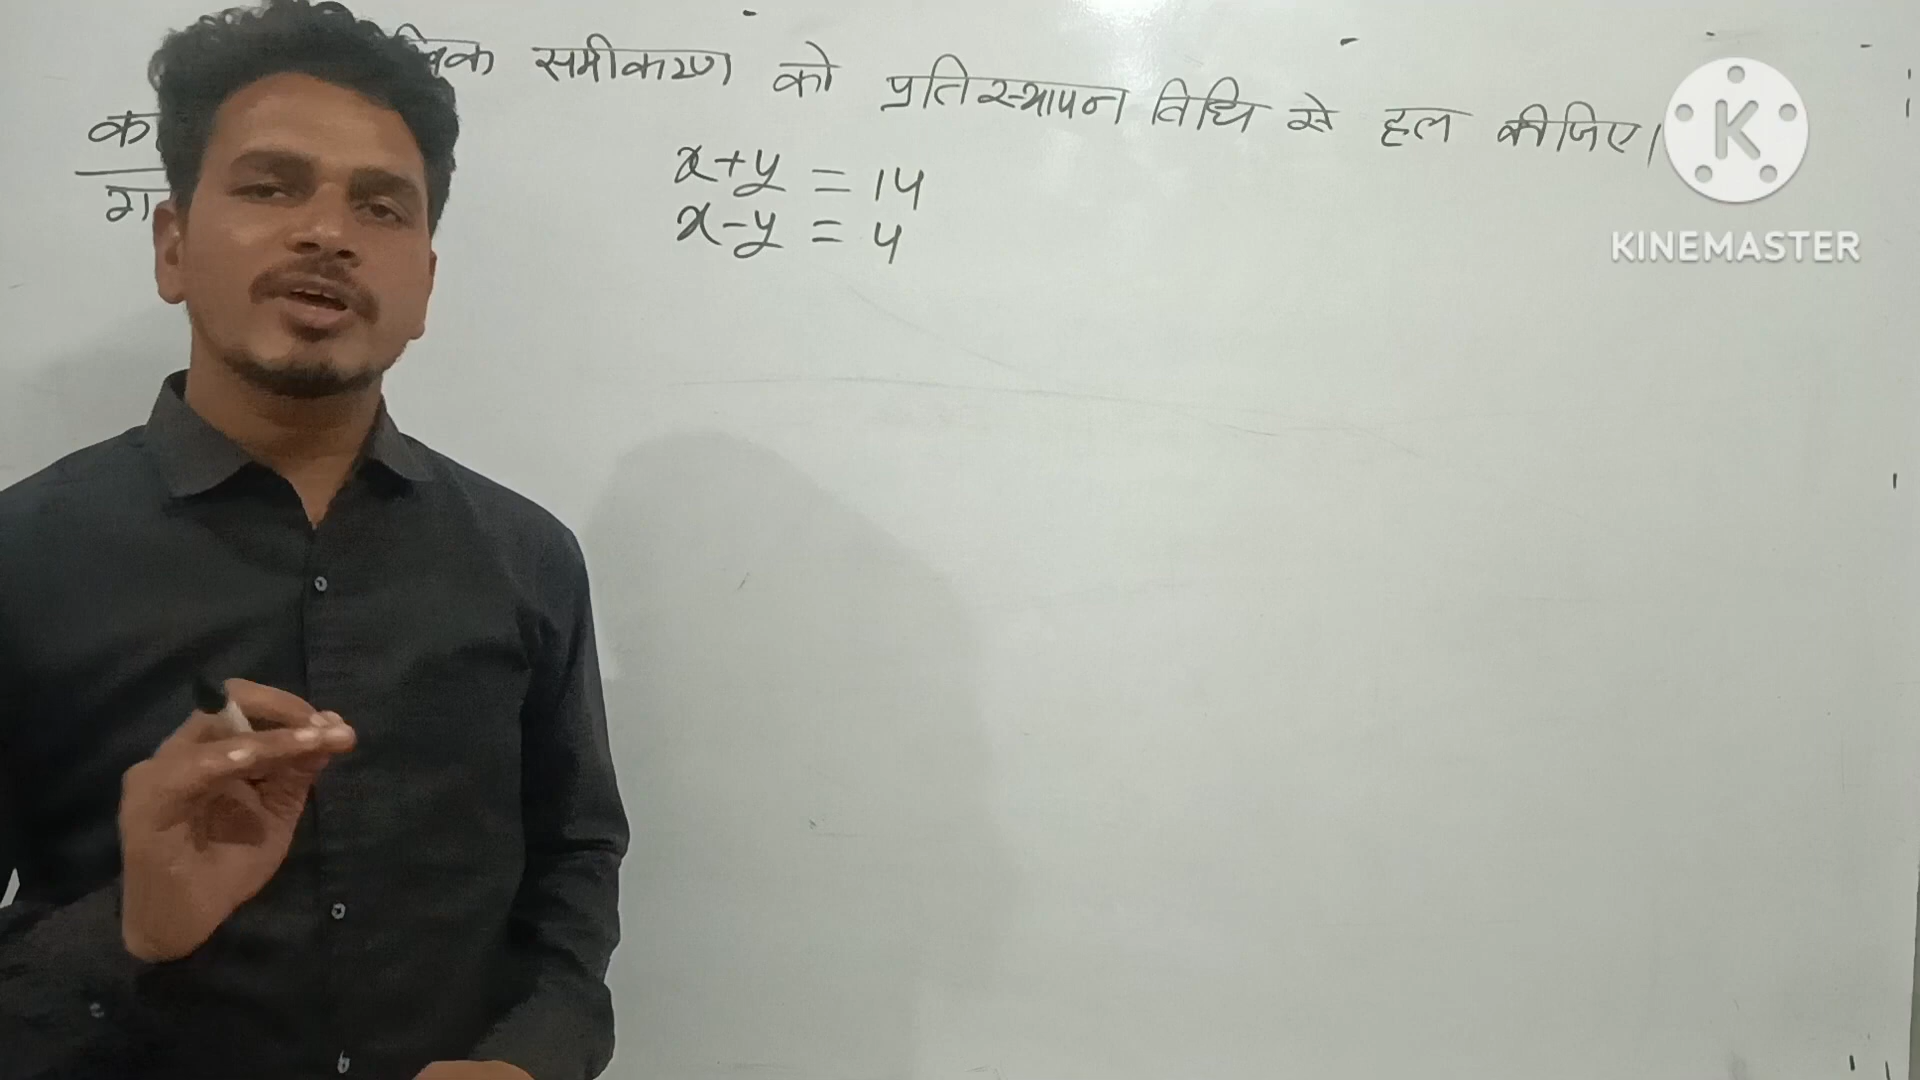 समीकरण को प्रतिस्थापन विधि से हल कीजिए।
x+y = 14
x-y = 4
K
KINEMASTER